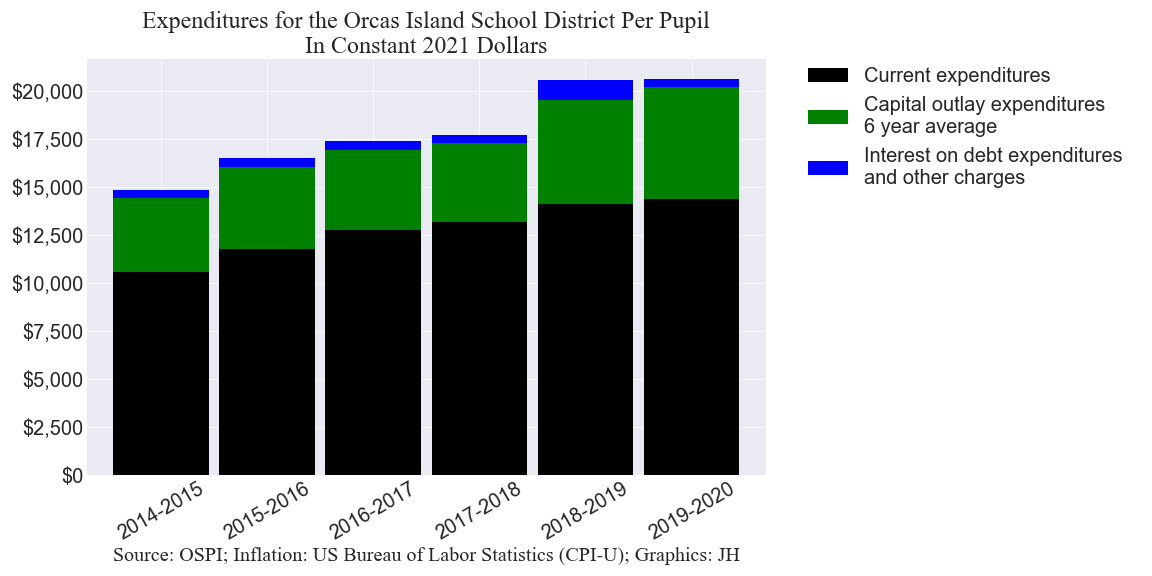 Expenditures for the Orcas Island School District Per Pupil
In Constant 2021 Dollars
$20,000
$17,500
$15,000
$12,500
$10,000
$7,500
$5,000
$2,500
$0
2014-2015
2015-2016
2016-2017
2017-2018
2018-2019
2019-2020
Source: OSPI; Inflation: US Bureau of Labor Statistics (CPI-U); Graphics: JH
Current expenditures
Capital outlay expenditures
6 year average
Interest on debt expenditures
and other charges